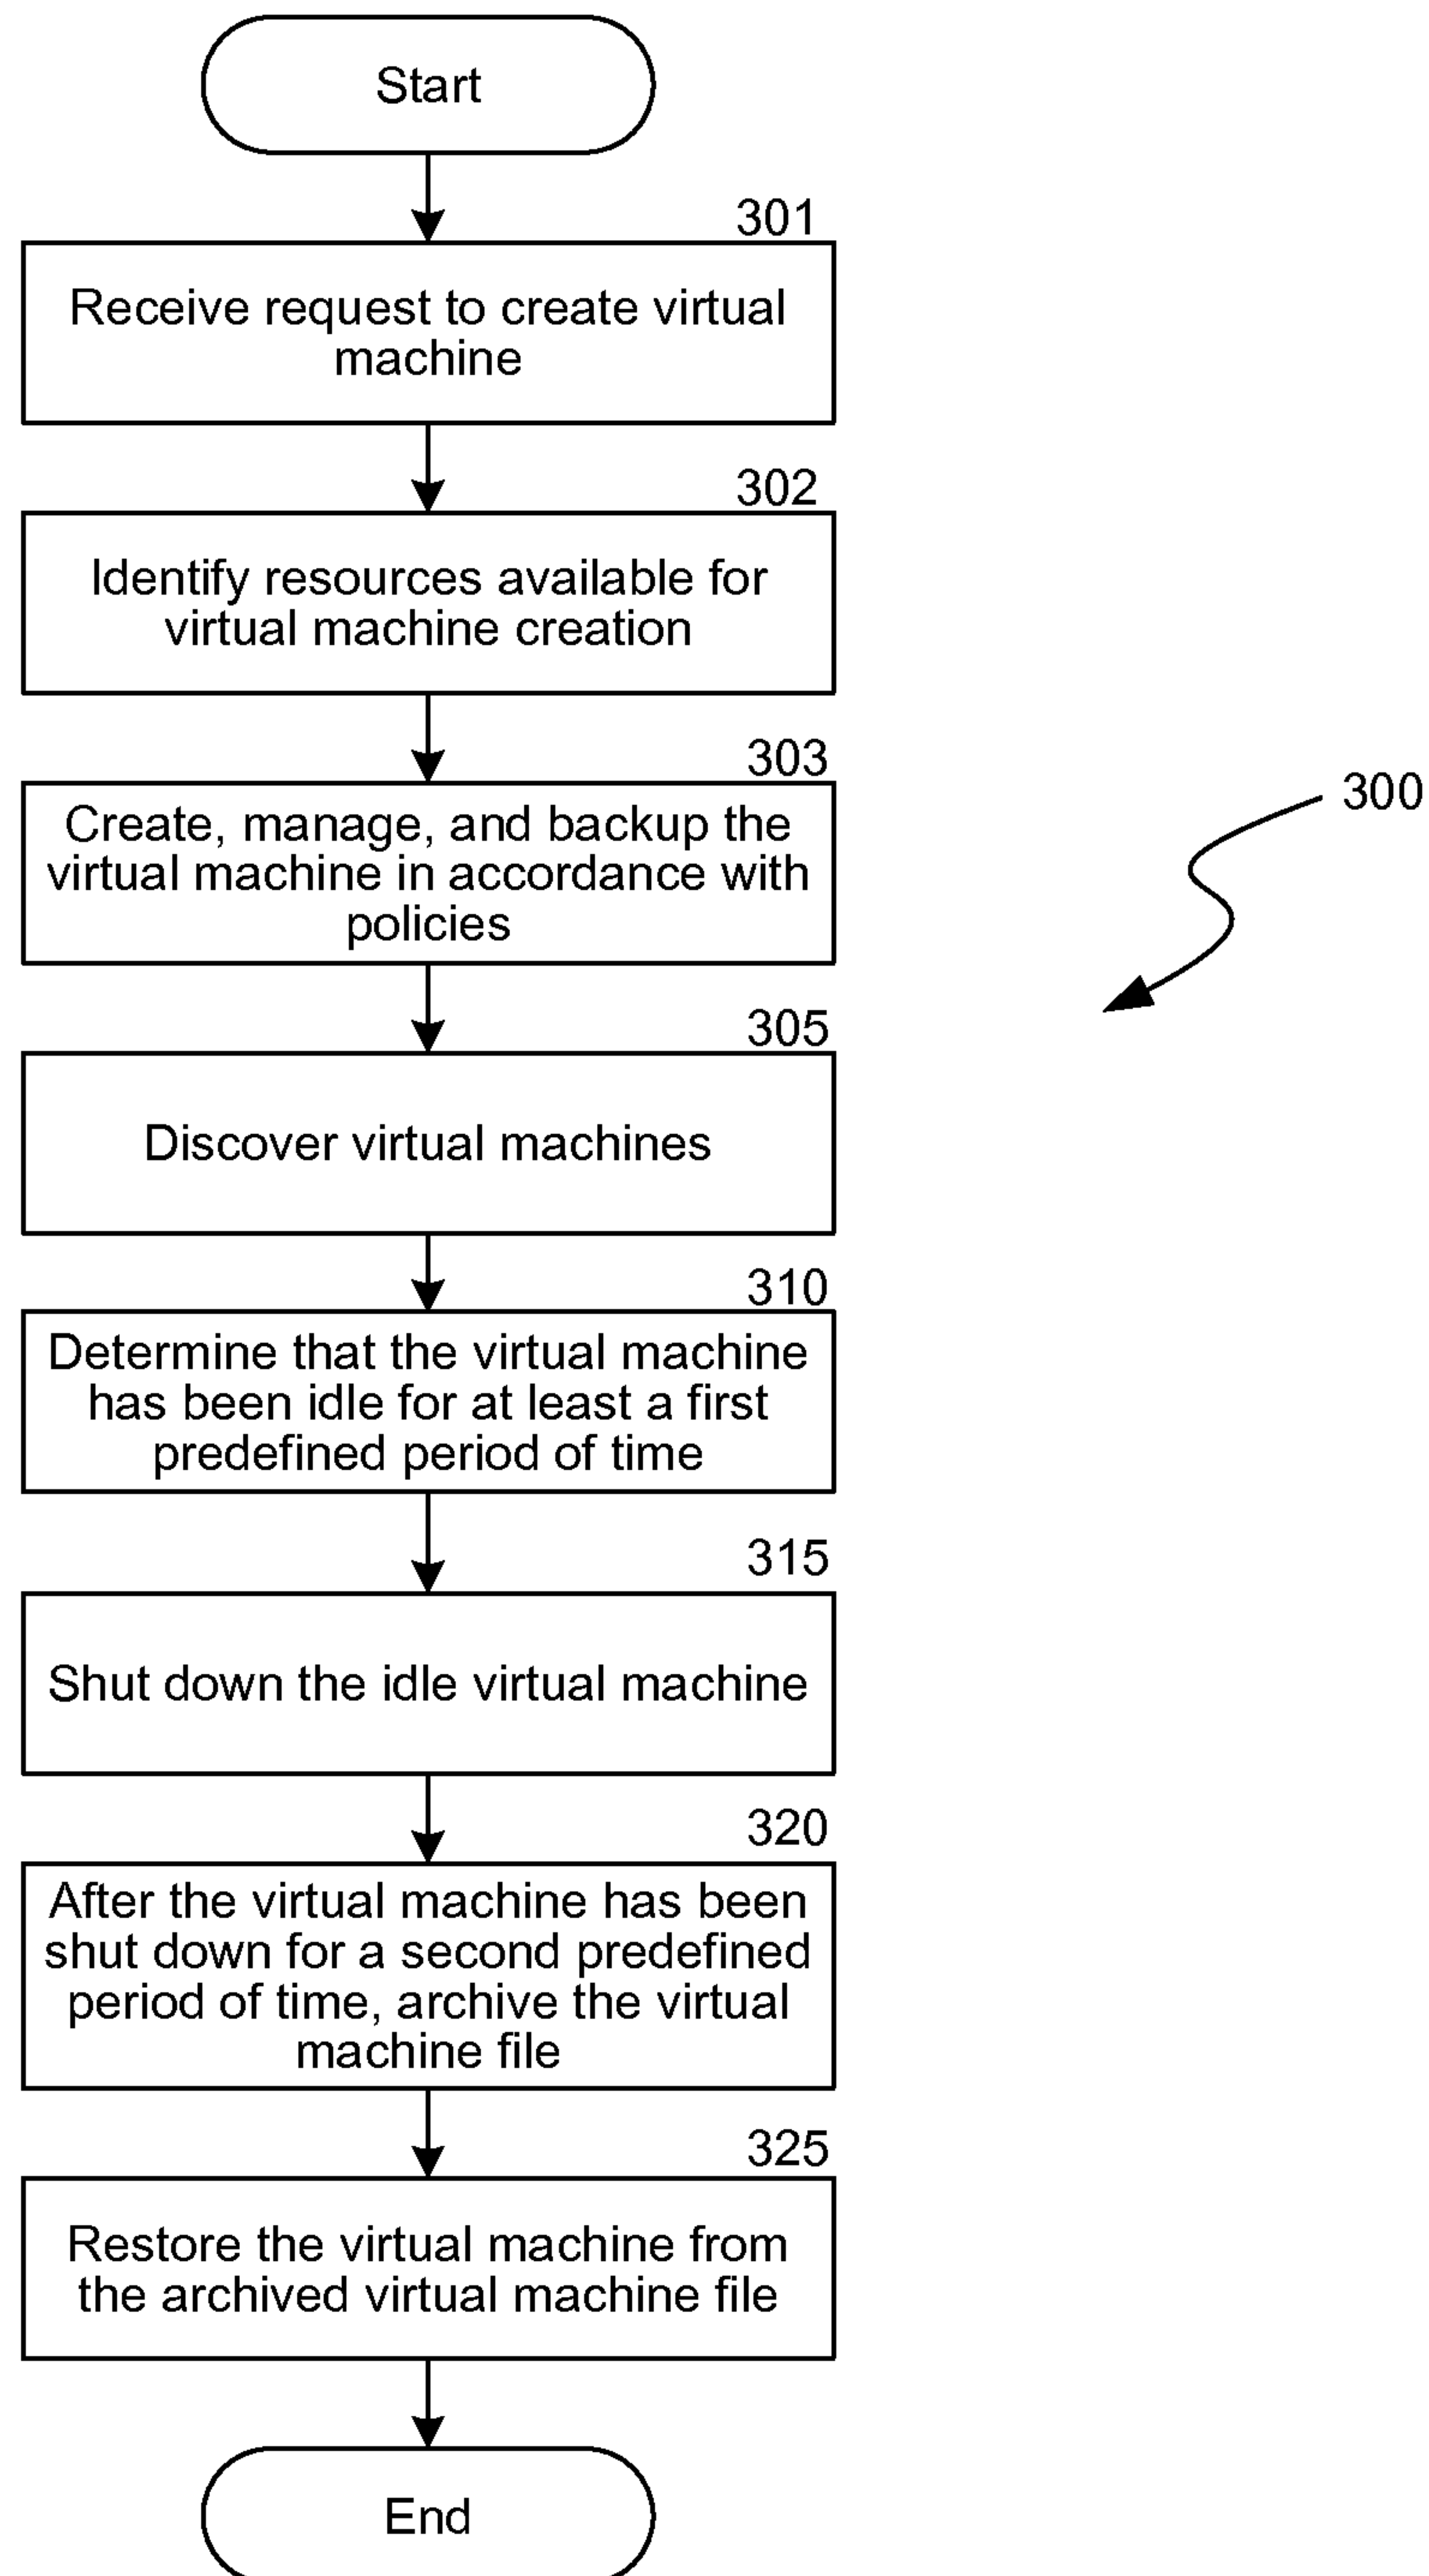 Start
301
Receive request to create virtual
machine
302
Identify resources available for
virtual machine creation
303
Create, manage, and backup the
virtual machine in accordance with
policies
300
305
Discover virtual machines
310
Determine that the virtual machine
has been idle for at least a first
predefined period of time
315
Shut down the idle virtual machine
320
After the virtual machine has been
shut down for a second predefined
period of time, archive the virtual
machine file
325
Restore the virtual machine from
the archived virtual machine file
End